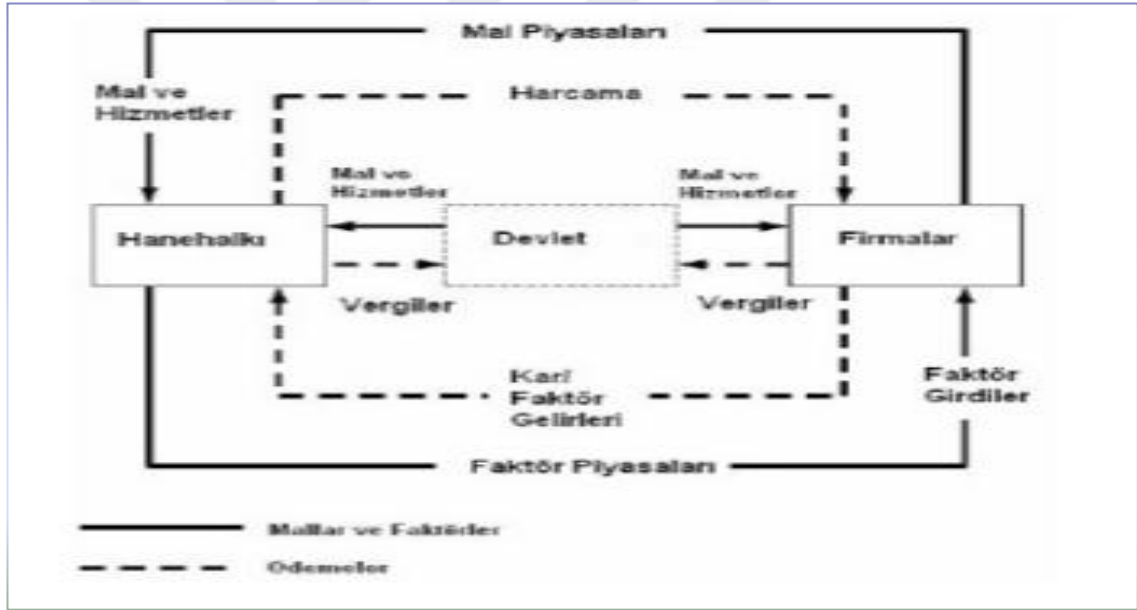 Mal Piyasaları
Mal ve
Hizmetler
Harcama
Mal ve
Hizmetler
Mal ve
Hizmetler
Hanehalkı
Devlet
Firmalar
Vergiler
Vergiler
Kar/
Faktör
Gelirleri
Faktör
Girdiler
Faktör Piyasaları
Mallar ve Faktörler
Ödemeler